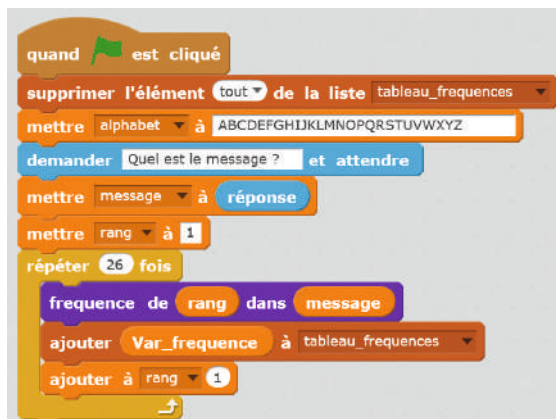 quand est cliqué
supprimer l'élément tout de la liste tableau_frequences
mettre alphabet à ABCDEFGHIJKLMNOPQRSTUVWXYZ
demander Quel est le message ? et attendre
mettre message à réponse
mettre rang à 1
répéter 26 fois
frequence de rang dans message
ajouter Var_frequence à tableau_frequences
ajouter à rang 1